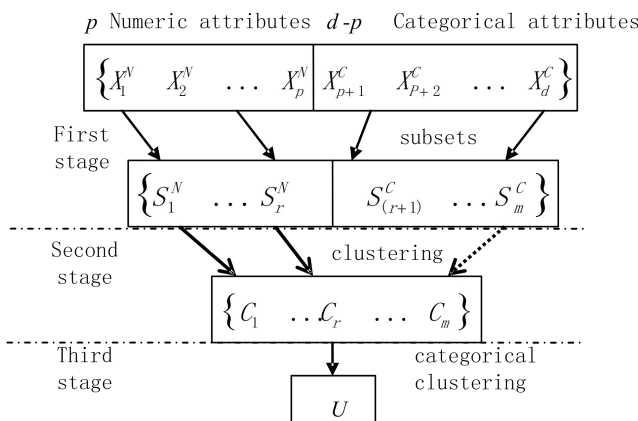 p Numeric attributes d-p Categorical attributes
{X_1^N X_2^N ... X_p^N X_{p+1}^C X_{P+2}^C ... X_d^C}
First stage
subsets
{S_1^N ... S_r^N S_{(r+1)}^C ... S_m^C}
Second stage
clustering
{C_1 ... C_r ... C_m}
Third stage
categorical clustering
U